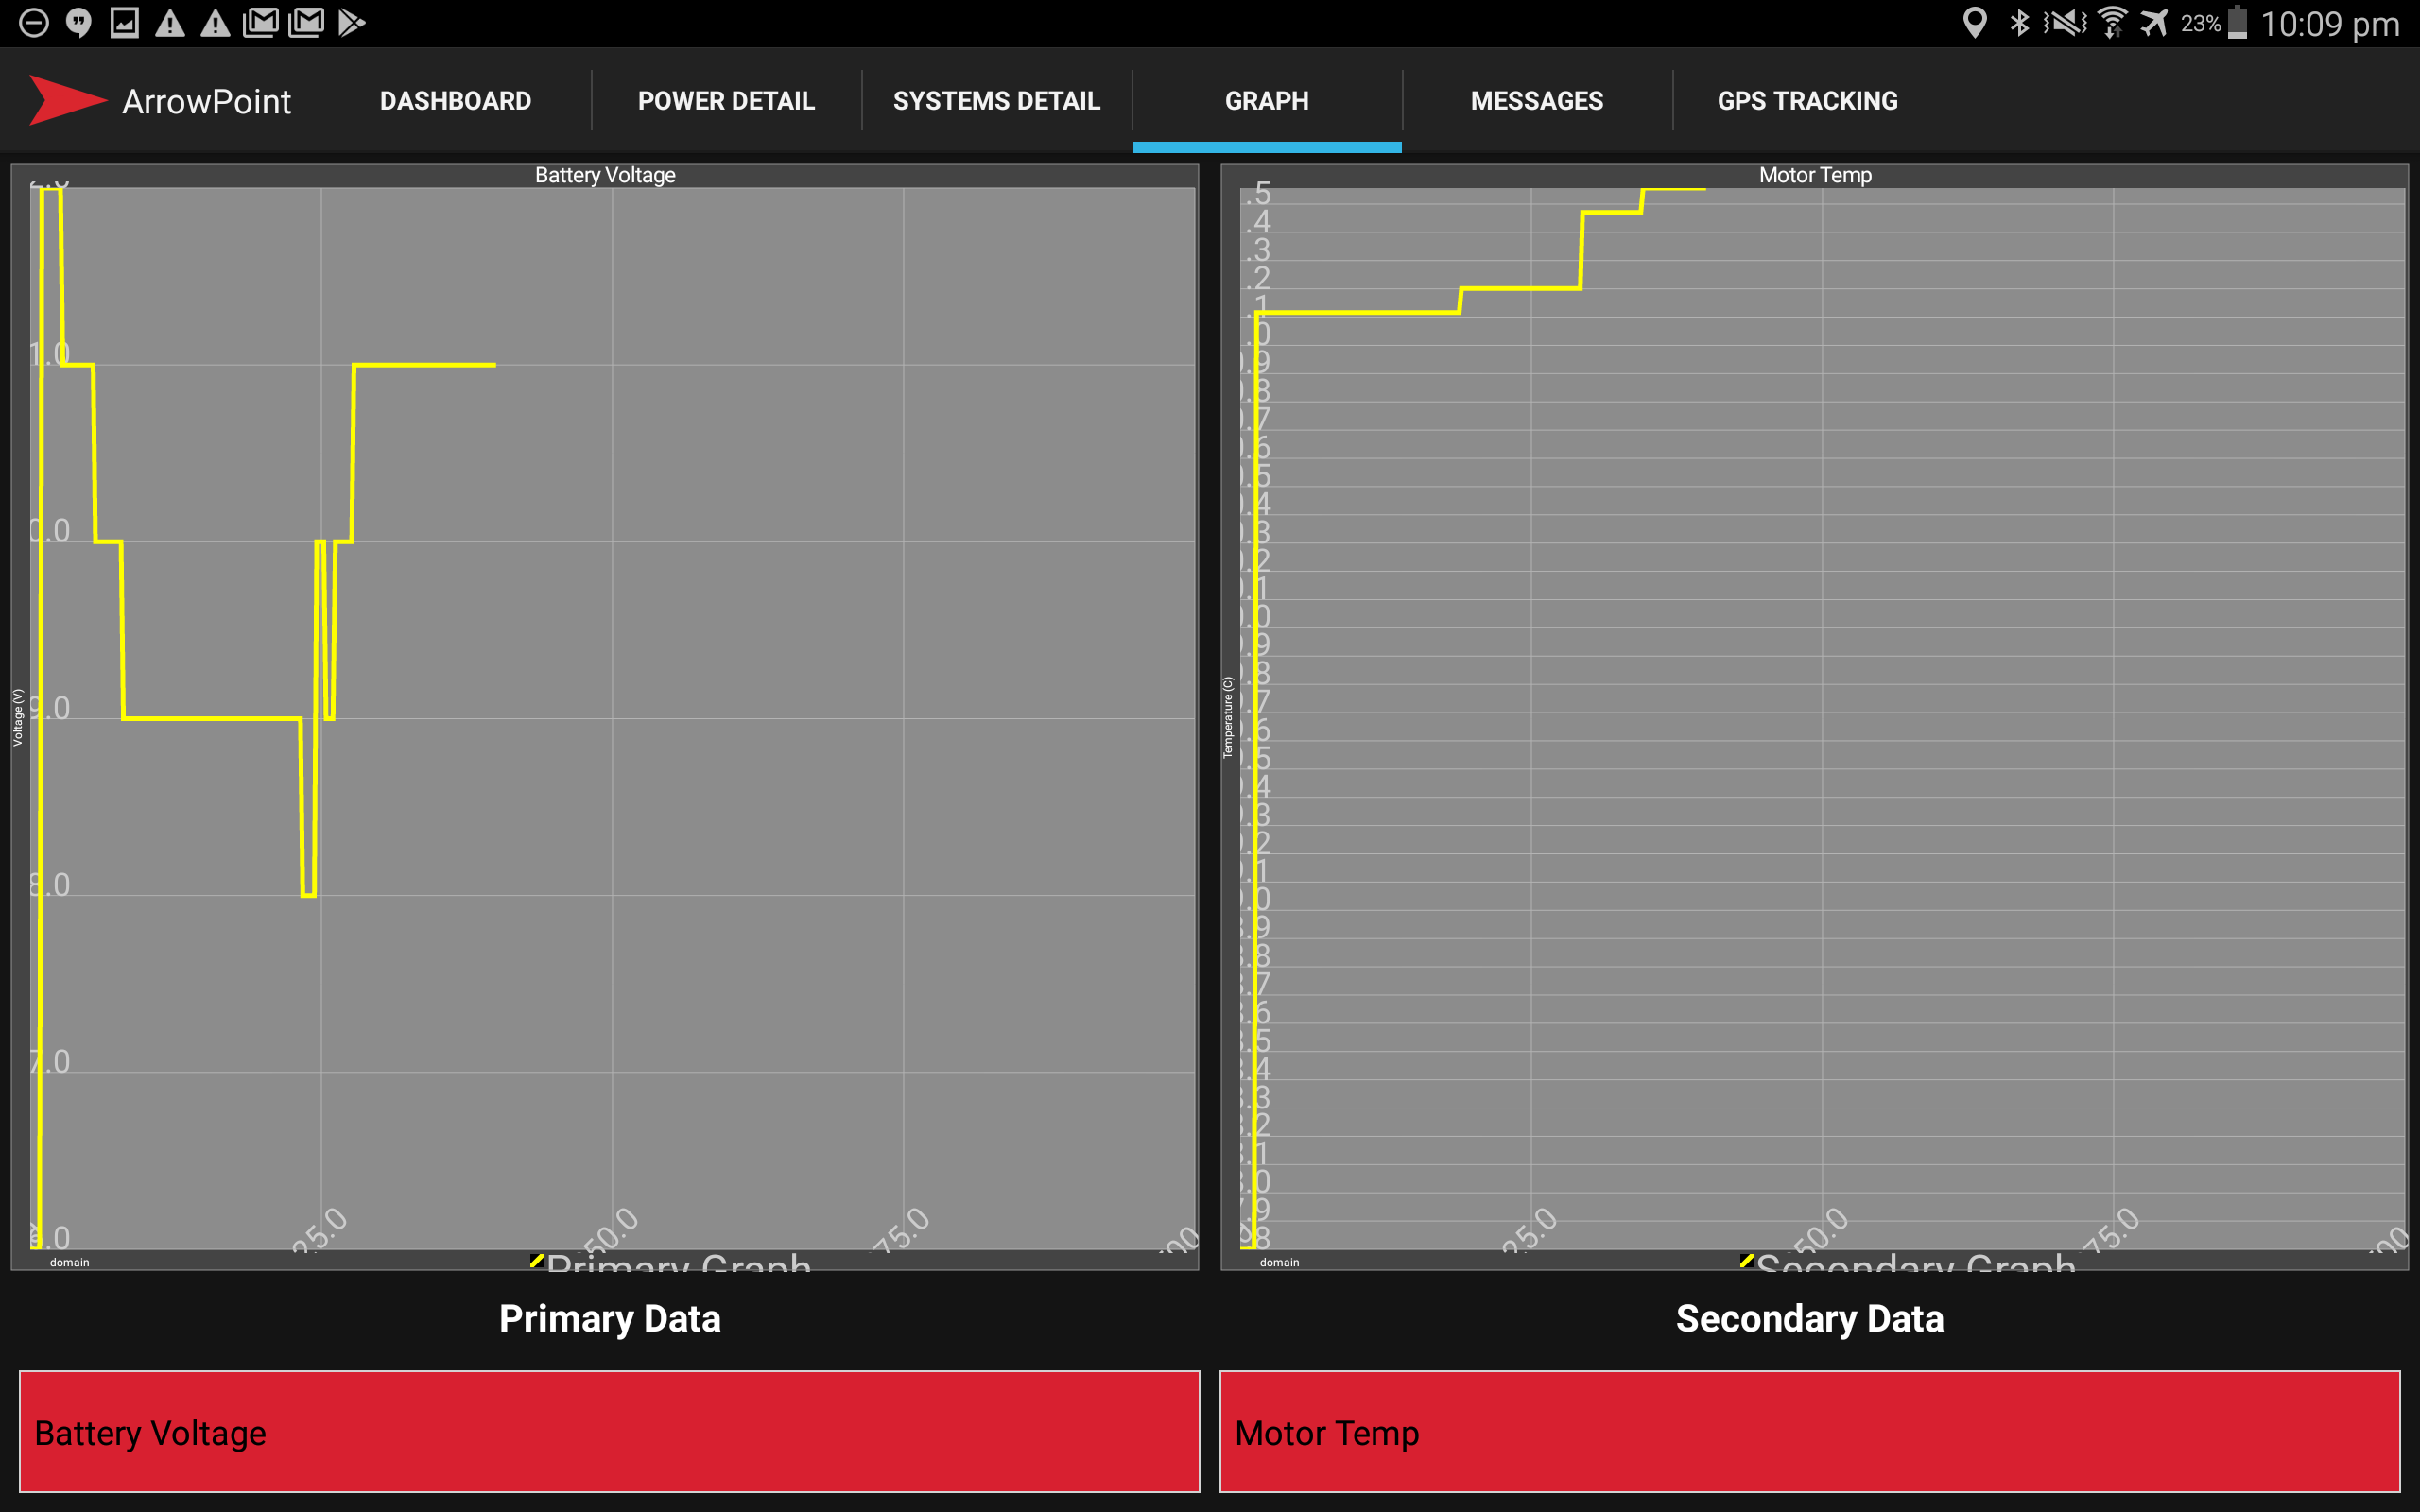 23% 10:09 pm
ArrowPoint DASHBOARD POWER DETAIL SYSTEMS DETAIL GRAPH MESSAGES GPS TRACKING
Battery Voltage
1.0
0.0
9.0
8.0
7.0
Voltage (V)
25.0 50.0 75.0
domain
Primary Graph
Motor Temp
.5
.4
.3
.2
.1
.0
.9
.8
.7
.6
.5
.4
.3
.2
.1
.0
.9
.8
.7
.6
.5
.4
.3
.2
.1
.0
.9
.8
.7
.6
.5
.4
.3
.2
.1
.0
.9
8
Temperature (C)
25.0 50.0 75.0
domain
Secondary Graph
Primary Data
Secondary Data
Battery Voltage
Motor Temp